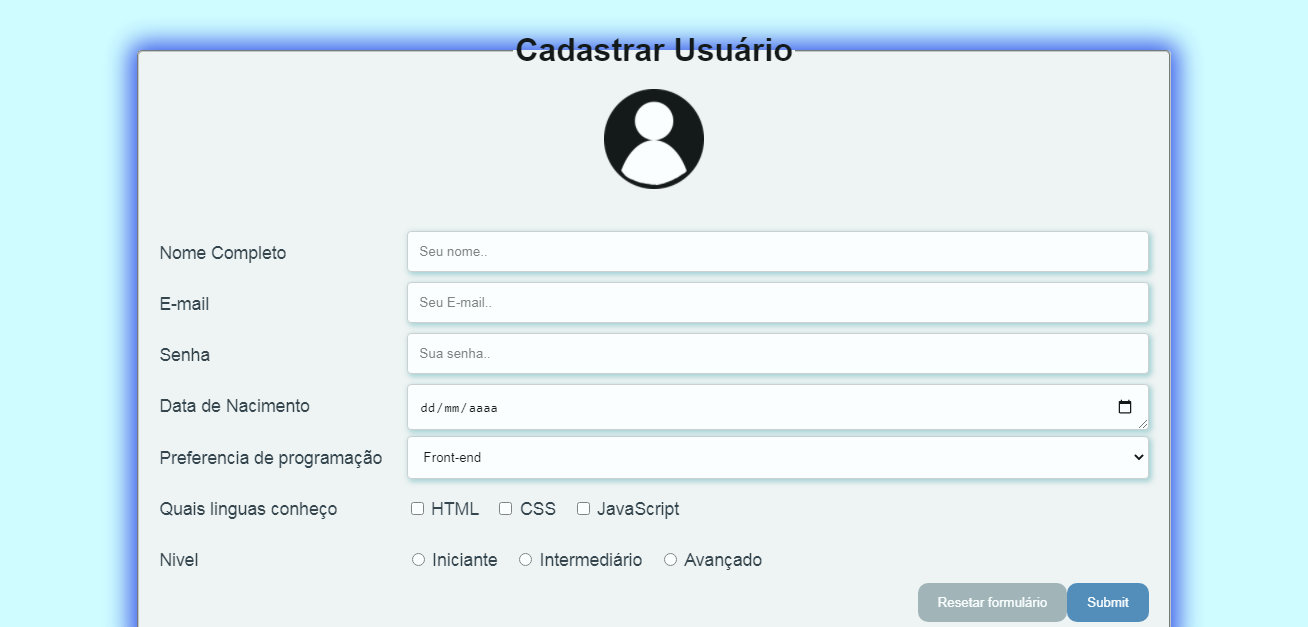 Cadastrar Usuário
Nome Completo
Seu nome..
E-mail
Seu E-mail..
Senha
Sua senha..
Data de Nacimento
dd/mm/aaaa
Preferencia de programação
Front-end
Quais linguas conheço
HTML CSS JavaScript
Nivel
Iniciante Intermediário Avançado
Resetar formulário Submit